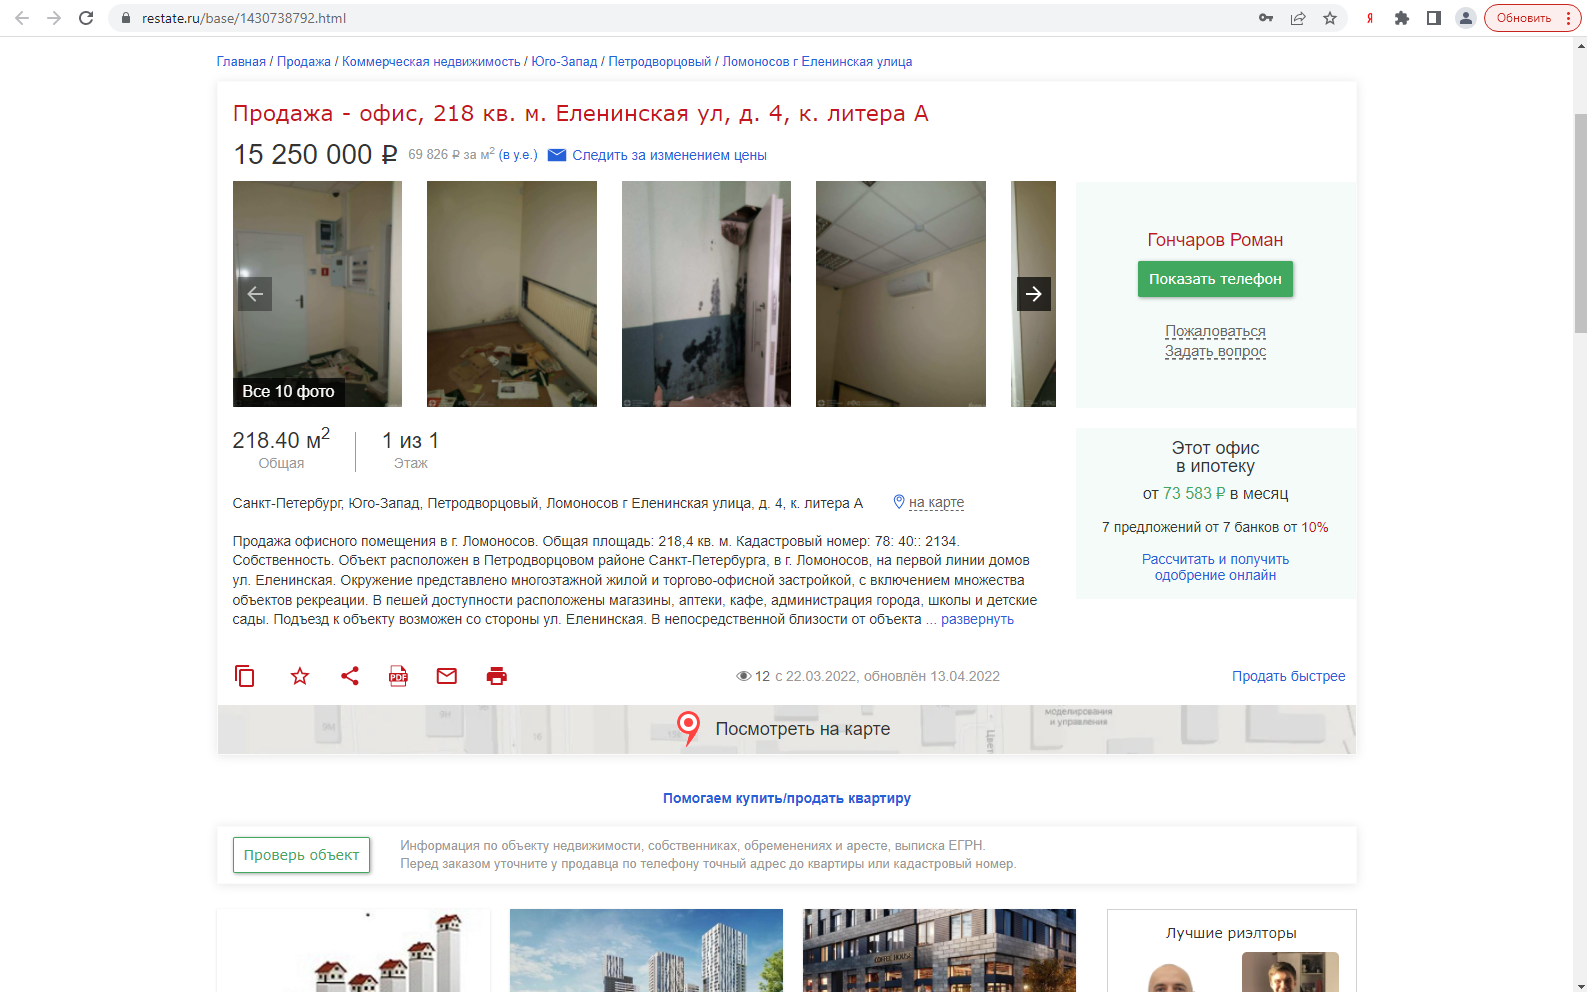 restate.ru/base/1430738792.html
Я
Обновить
Главная / Продажа / Коммерческая недвижимость / Юго-Запад / Петродворцовый / Ломоносов г Еленинская улица
Продажа - офис, 218 кв. м. Еленинская ул, д. 4, к. литера А
15 250 000 ₽ 69 826 ₽ за м² (в у.е.) Следить за изменением цены
Все 10 фото
Гончаров Роман
Показать телефон
Пожаловаться
Задать вопрос
218.40 м² 1 из 1
Общая Этаж
Санкт-Петербург, Юго-Запад, Петродворцовый, Ломоносов г Еленинская улица, д. 4, к. литера А на карте
Продажа офисного помещения в г. Ломоносов. Общая площадь: 218,4 кв. м. Кадастровый номер: 78: 40:: 2134.
Собственность. Объект расположен в Петродворцовом районе Санкт-Петербурга, в г. Ломоносов, на первой линии домов
ул. Еленинская. Окружение представлено многоэтажной жилой и торгово-офисной застройкой, с включением множества
объектов рекреации. В пешей доступности расположены магазины, аптеки, кафе, администрация города, школы и детские
сады. Подъезд к объекту возможен со стороны ул. Еленинская. В непосредственной близости от объекта ... развернуть
Этот офис
в ипотеку
от 73 583 ₽ в месяц
7 предложений от 7 банков от 10%
Рассчитать и получить
одобрение онлайн
PDF
12 с 22.03.2022, обновлён 13.04.2022
Продать быстрее
моделирования
и управления
Посмотреть на карте
Цвет
Помогаем купить/продать квартиру
Проверь объект
Информация по объекту недвижимости, собственниках, обременениях и аресте, выписка ЕГРН.
Перед заказом уточните у продавца по телефону точный адрес до квартиры или кадастровый номер.
COFFEE HOUSE
Лучшие риэлторы